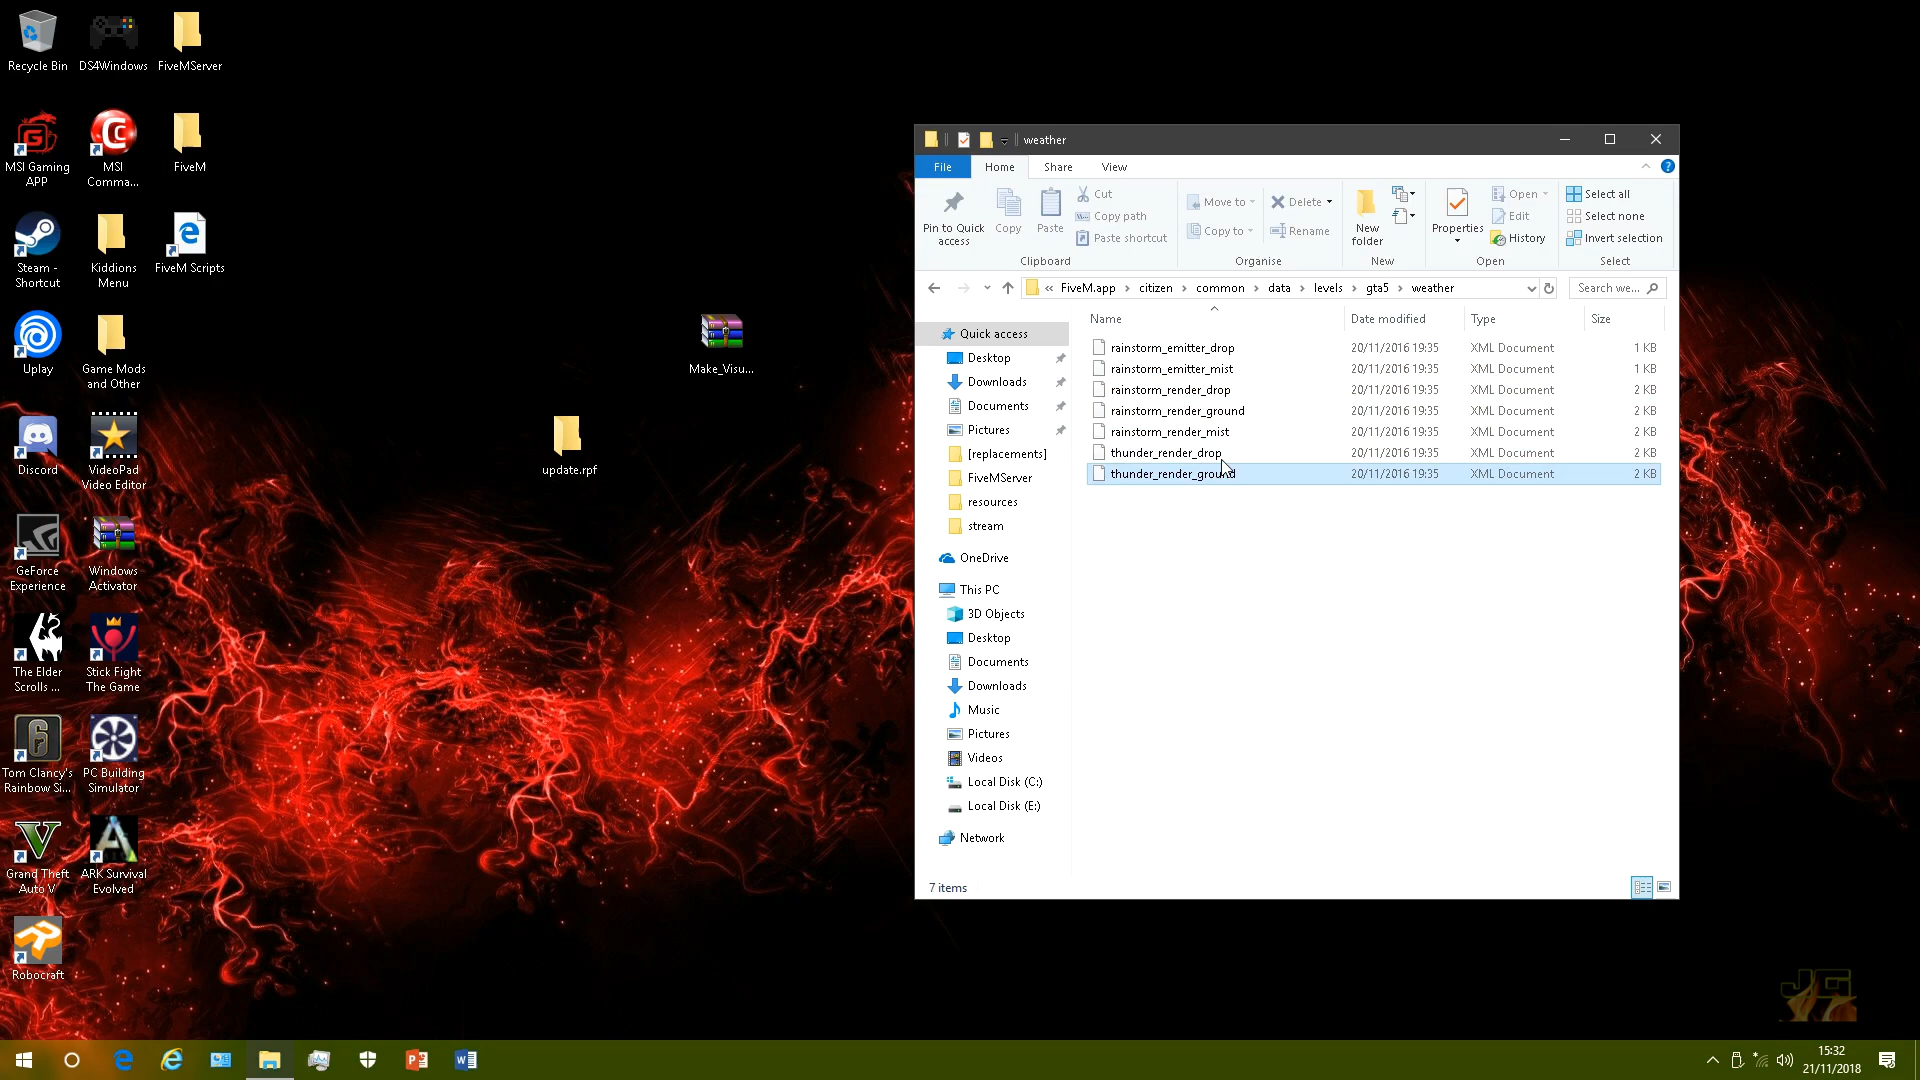 Recycle Bin
DS4Windows
FiveMServer
MSI Gaming
APP
MSI
Comma...
FiveM
Steam -
Shortcut
Kiddions
Menu
FiveM Scripts
Uplay
Game Mods
and Other
Discord
VideoPad
Video Editor
GeForce
Experience
Windows
Activator
The Elder
Scrolls ...
Stick Fight
The Game
Tom Clancy's
Rainbow Si...
PC Building
Simulator
Grand Theft
Auto V
ARK Survival
Evolved
Robocraft
Make_Visu...
update.rpf
weather
File
Home
Share
View
Pin to Quick
access
Copy
Paste
Cut
Copy path
Paste shortcut
Clipboard
Move to
Copy to
Delete
Rename
Organise
New
folder
New
Properties
Open
Edit
History
Open
Select all
Select none
Invert selection
Select
« FiveM.app › citizen › common › data › levels › gta5 › weather
Search we...
Name Date modified Type Size
Quick access
Desktop
Downloads
Documents
Pictures
[replacements]
FiveMServer
resources
stream
OneDrive
This PC
3D Objects
Desktop
Documents
Downloads
Music
Pictures
Videos
Local Disk (C:)
Local Disk (E:)
Network
rainstorm_emitter_drop 20/11/2016 19:35 XML Document 1 KB
rainstorm_emitter_mist 20/11/2016 19:35 XML Document 1 KB
rainstorm_render_drop 20/11/2016 19:35 XML Document 2 KB
rainstorm_render_ground 20/11/2016 19:35 XML Document 2 KB
rainstorm_render_mist 20/11/2016 19:35 XML Document 2 KB
thunder_render_drop 20/11/2016 19:35 XML Document 2 KB
thunder_render_ground 20/11/2016 19:35 XML Document 2 KB
7 items
JG
15:32
21/11/2018